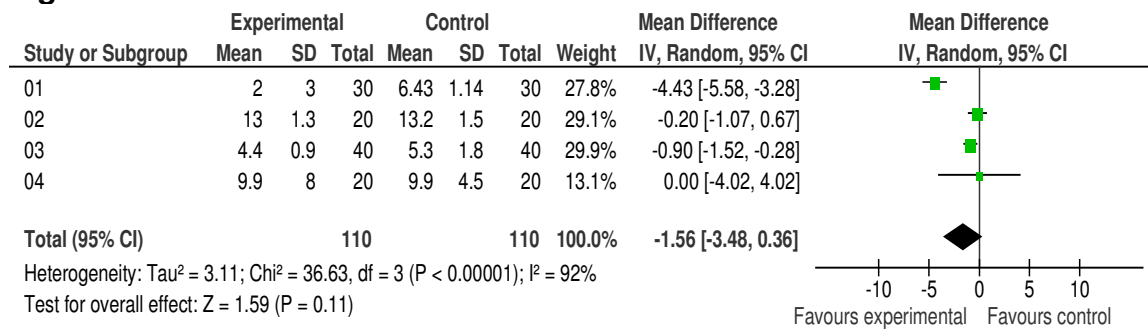 Experimental Control Mean Difference Mean Difference
Study or Subgroup Mean SD Total Mean SD Total Weight IV, Random, 95% CI IV, Random, 95% CI
01 2 3 30 6.43 1.14 30 27.8% -4.43 [-5.58, -3.28]
02 13 1.3 20 13.2 1.5 20 29.1% -0.20 [-1.07, 0.67]
03 4.4 0.9 40 5.3 1.8 40 29.9% -0.90 [-1.52, -0.28]
04 9.9 8 20 9.9 4.5 20 13.1% 0.00 [-4.02, 4.02]
Total (95% CI) 110 110 100.0% -1.56 [-3.48, 0.36]
Heterogeneity: Tau² = 3.11; Chi² = 36.63, df = 3 (P < 0.00001); I² = 92%
Test for overall effect: Z = 1.59 (P = 0.11)
-10 -5 0 5 10
Favours experimental Favours control